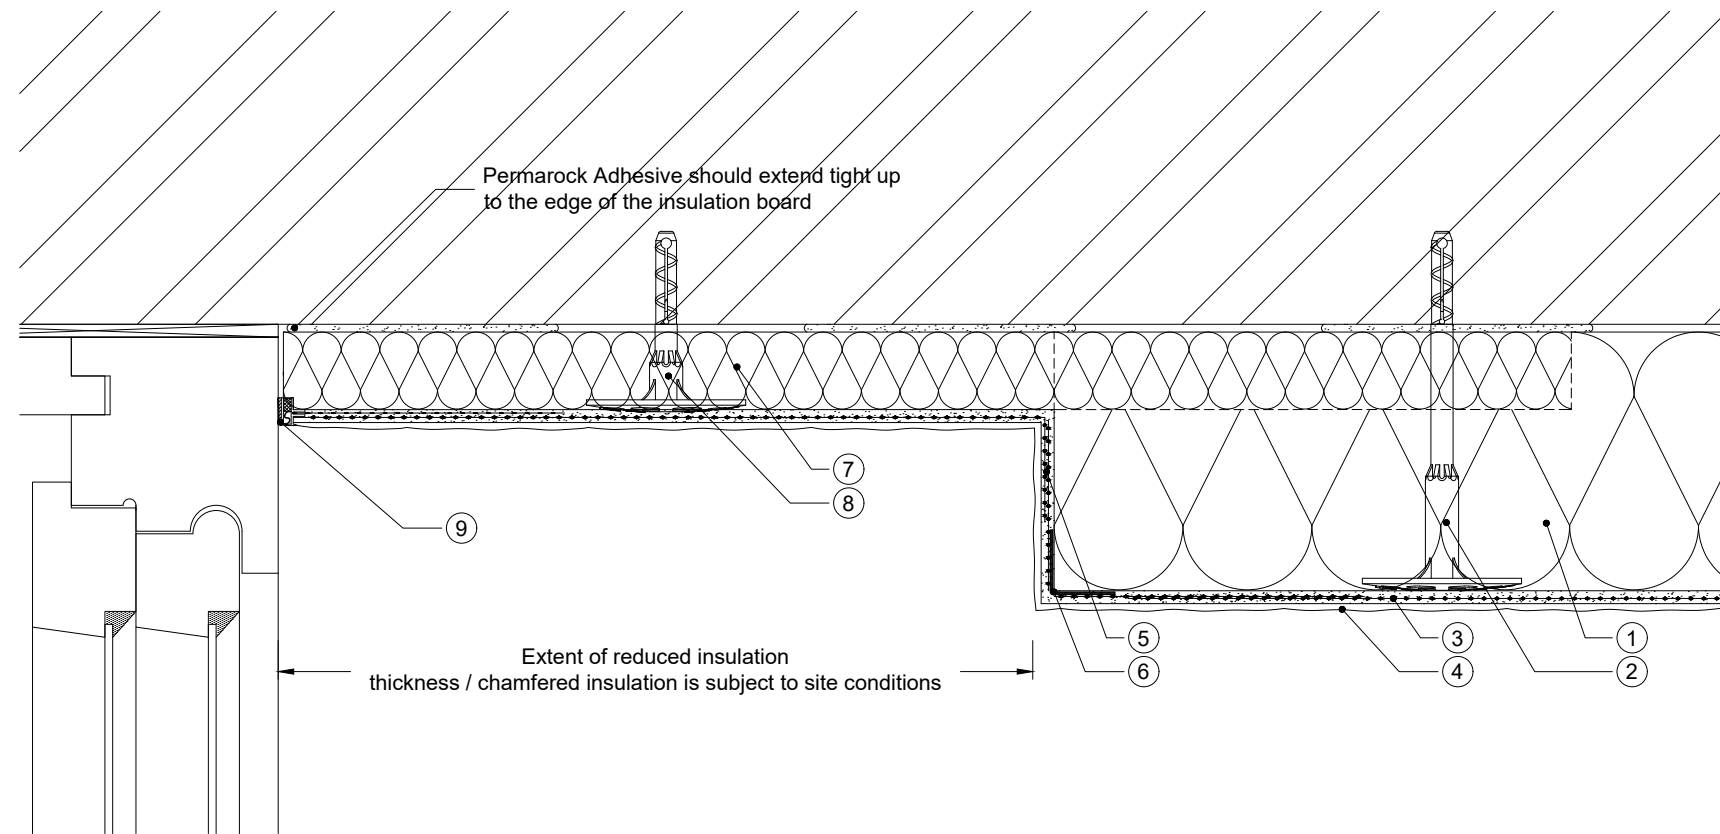 Permarock Adhesive should extend tight up
to the edge of the insulation board
7
8
9
5
3
1
6
4
2
Extent of reduced insulation
thickness / chamfered insulation is subject to site conditions